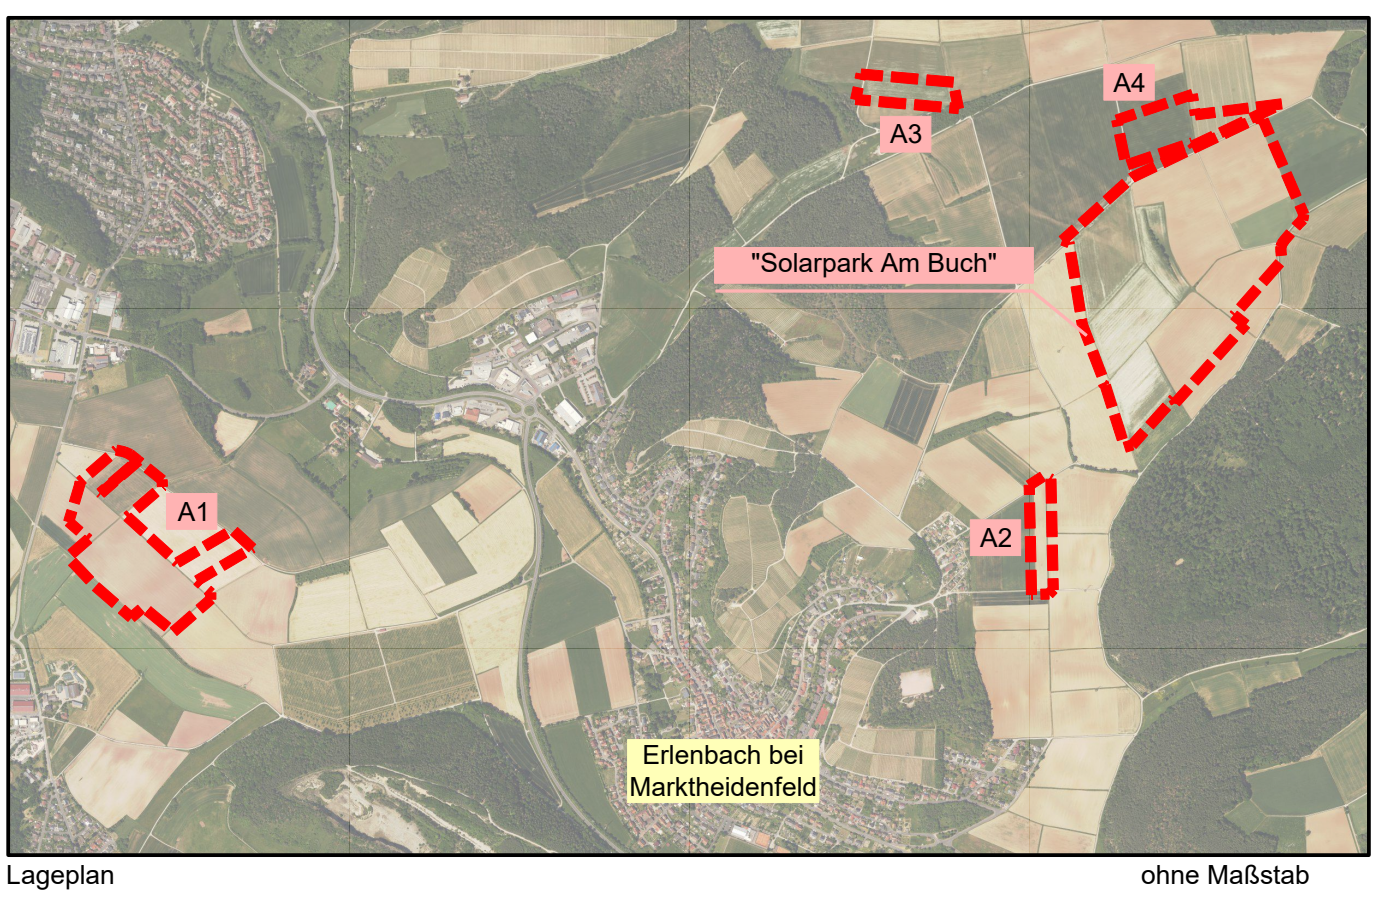 A4
A3
"Solarpark Am Buch"
A1
A2
Erlenbach bei
Marktheidenfeld
Lageplan
ohne Maßstab